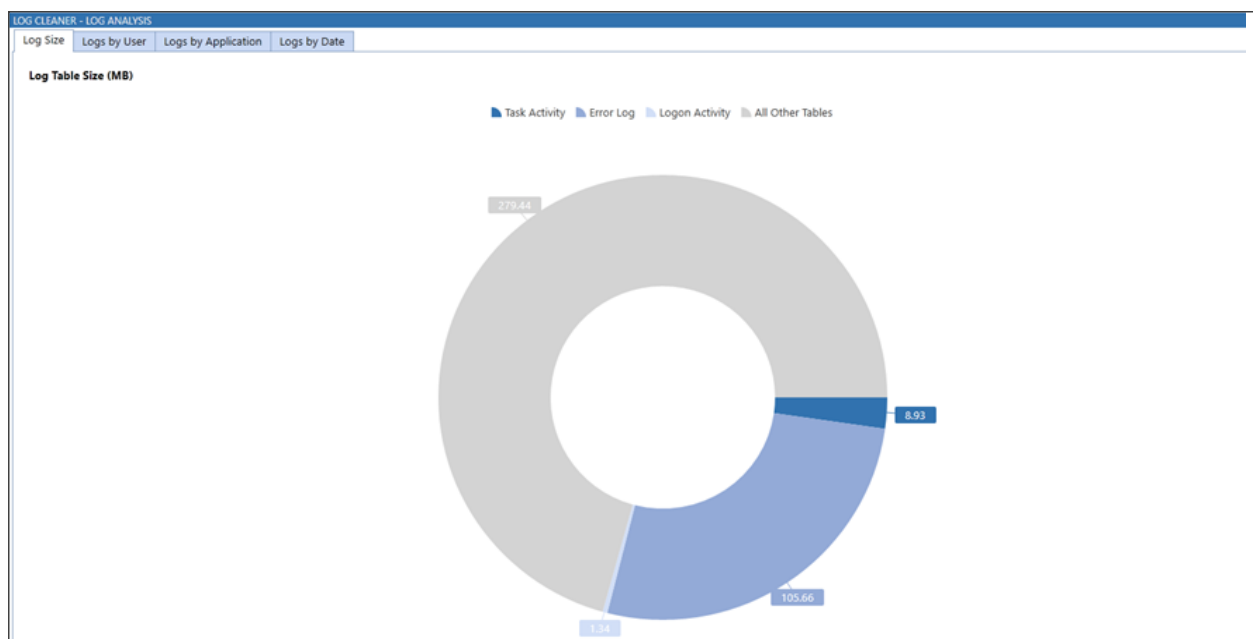 LOG CLEANER - LOG ANALYSIS
Log Size Logs by User Logs by Application Logs by Date
Log Table Size (MB)
Task Activity Error Log Logon Activity All Other Tables
279.44
8.93
105.66
1.34